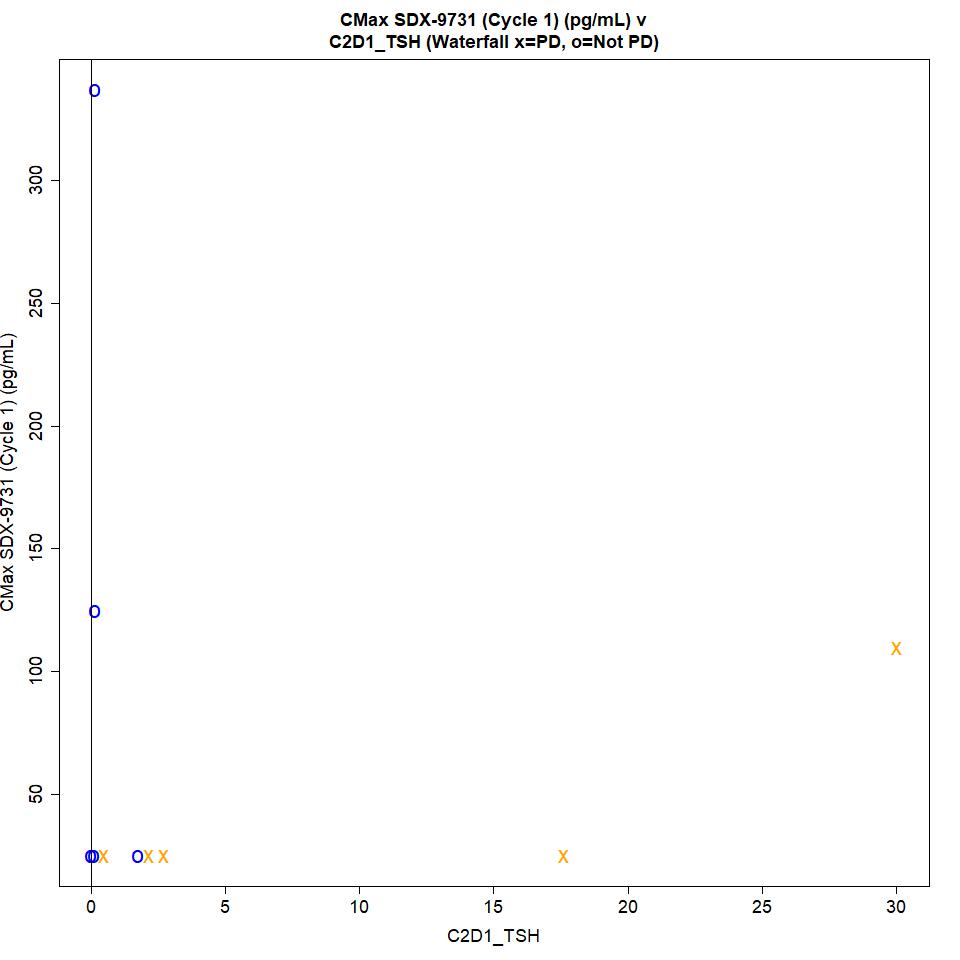 CMax SDX-9731 (Cycle 1) (pg/mL) v
C2D1_TSH (Waterfall x=PD, o=Not PD)
CMax SDX-9731 (Cycle 1) (pg/mL)
300
250
200
150
100
50
0 5 10 15 20 25 30
C2D1_TSH